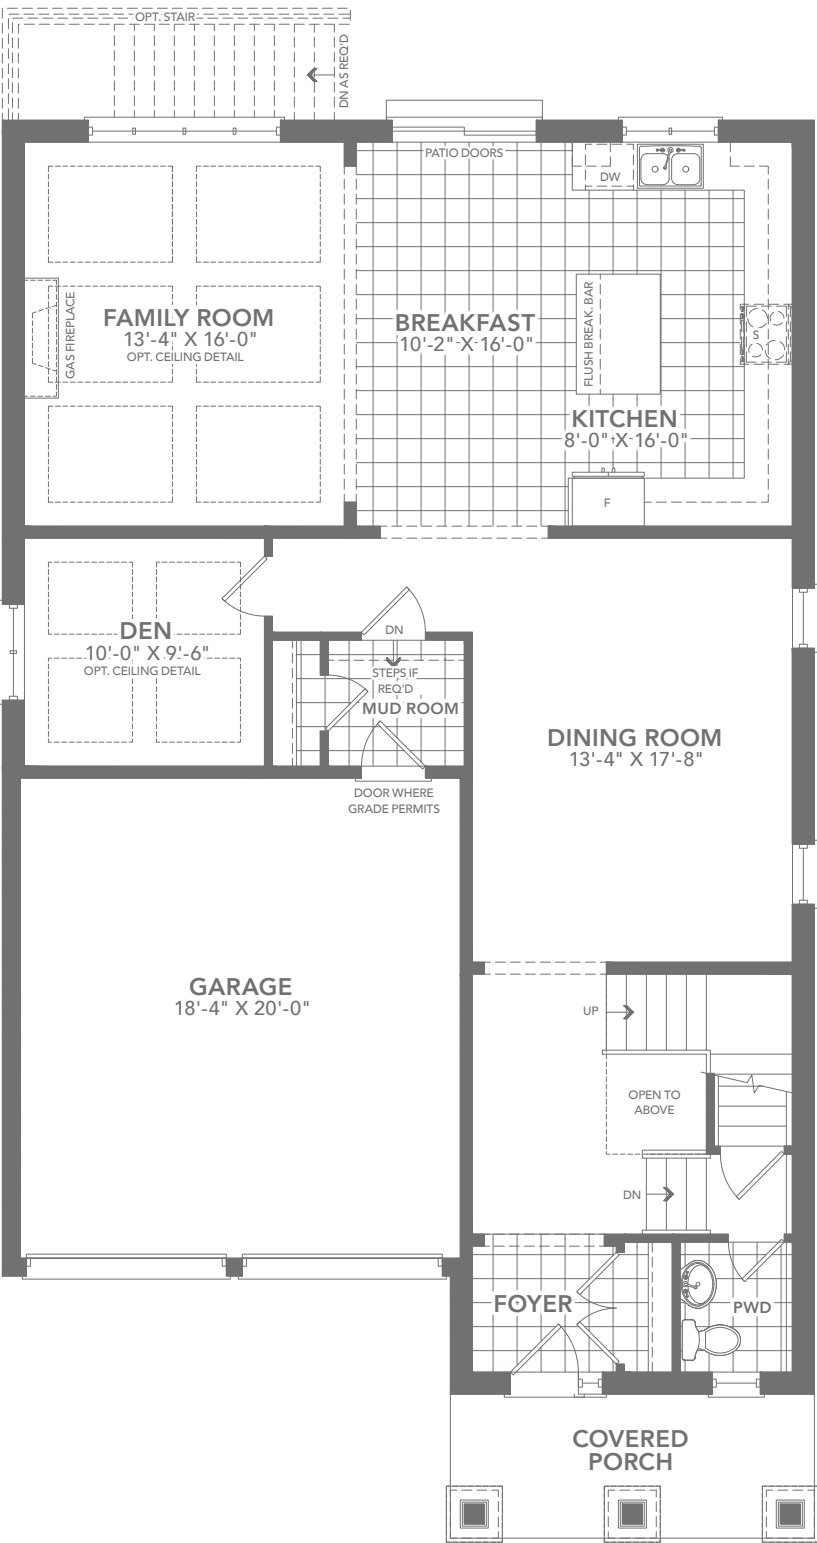 OPT. STAIR
DN AS REQ'D
PATIO DOORS
DW
GAS FIREPLACE
FAMILY ROOM
13'-4" X 16'-0"
OPT. CEILING DETAIL
BREAKFAST
10'-2" X 16'-0"
FLUSH BREAK. BAR
S
KITCHEN
8'-0" X 16'-0"
F
DEN
10'-0" X 9'-6"
OPT. CEILING DETAIL
DN
STEPS IF
REQ'D
MUD ROOM
DINING ROOM
13'-4" X 17'-8"
DOOR WHERE
GRADE PERMITS
GARAGE
18'-4" X 20'-0"
UP
OPEN TO
ABOVE
DN
FOYER
PWD
COVERED
PORCH